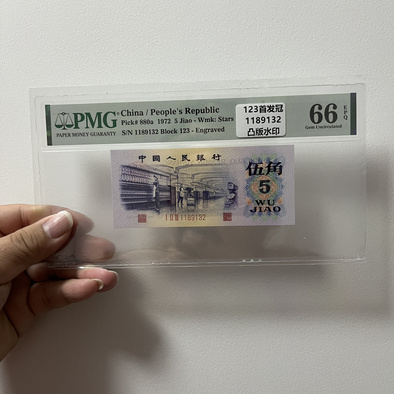 PMG
PAPER MONEY GUARANTY
China / People's Republic
Pick# 880a 1972 5 Jiao - Wmk: Stars
S/N 1189132 Block 123 - Engraved
123首发冠
1189132
凸版水印
66 EPQ
Gem Uncirculated
中国人民银行
伍角
5
WU
JIAO
I II III 1189132